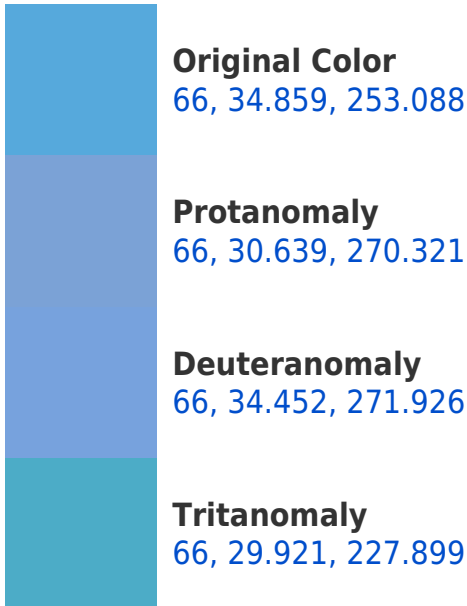 Original Color
66, 34.859, 253.088
Protanomaly
66, 30.639, 270.321
Deuteranomaly
66, 34.452, 271.926
Tritanomaly
66, 29.921, 227.899